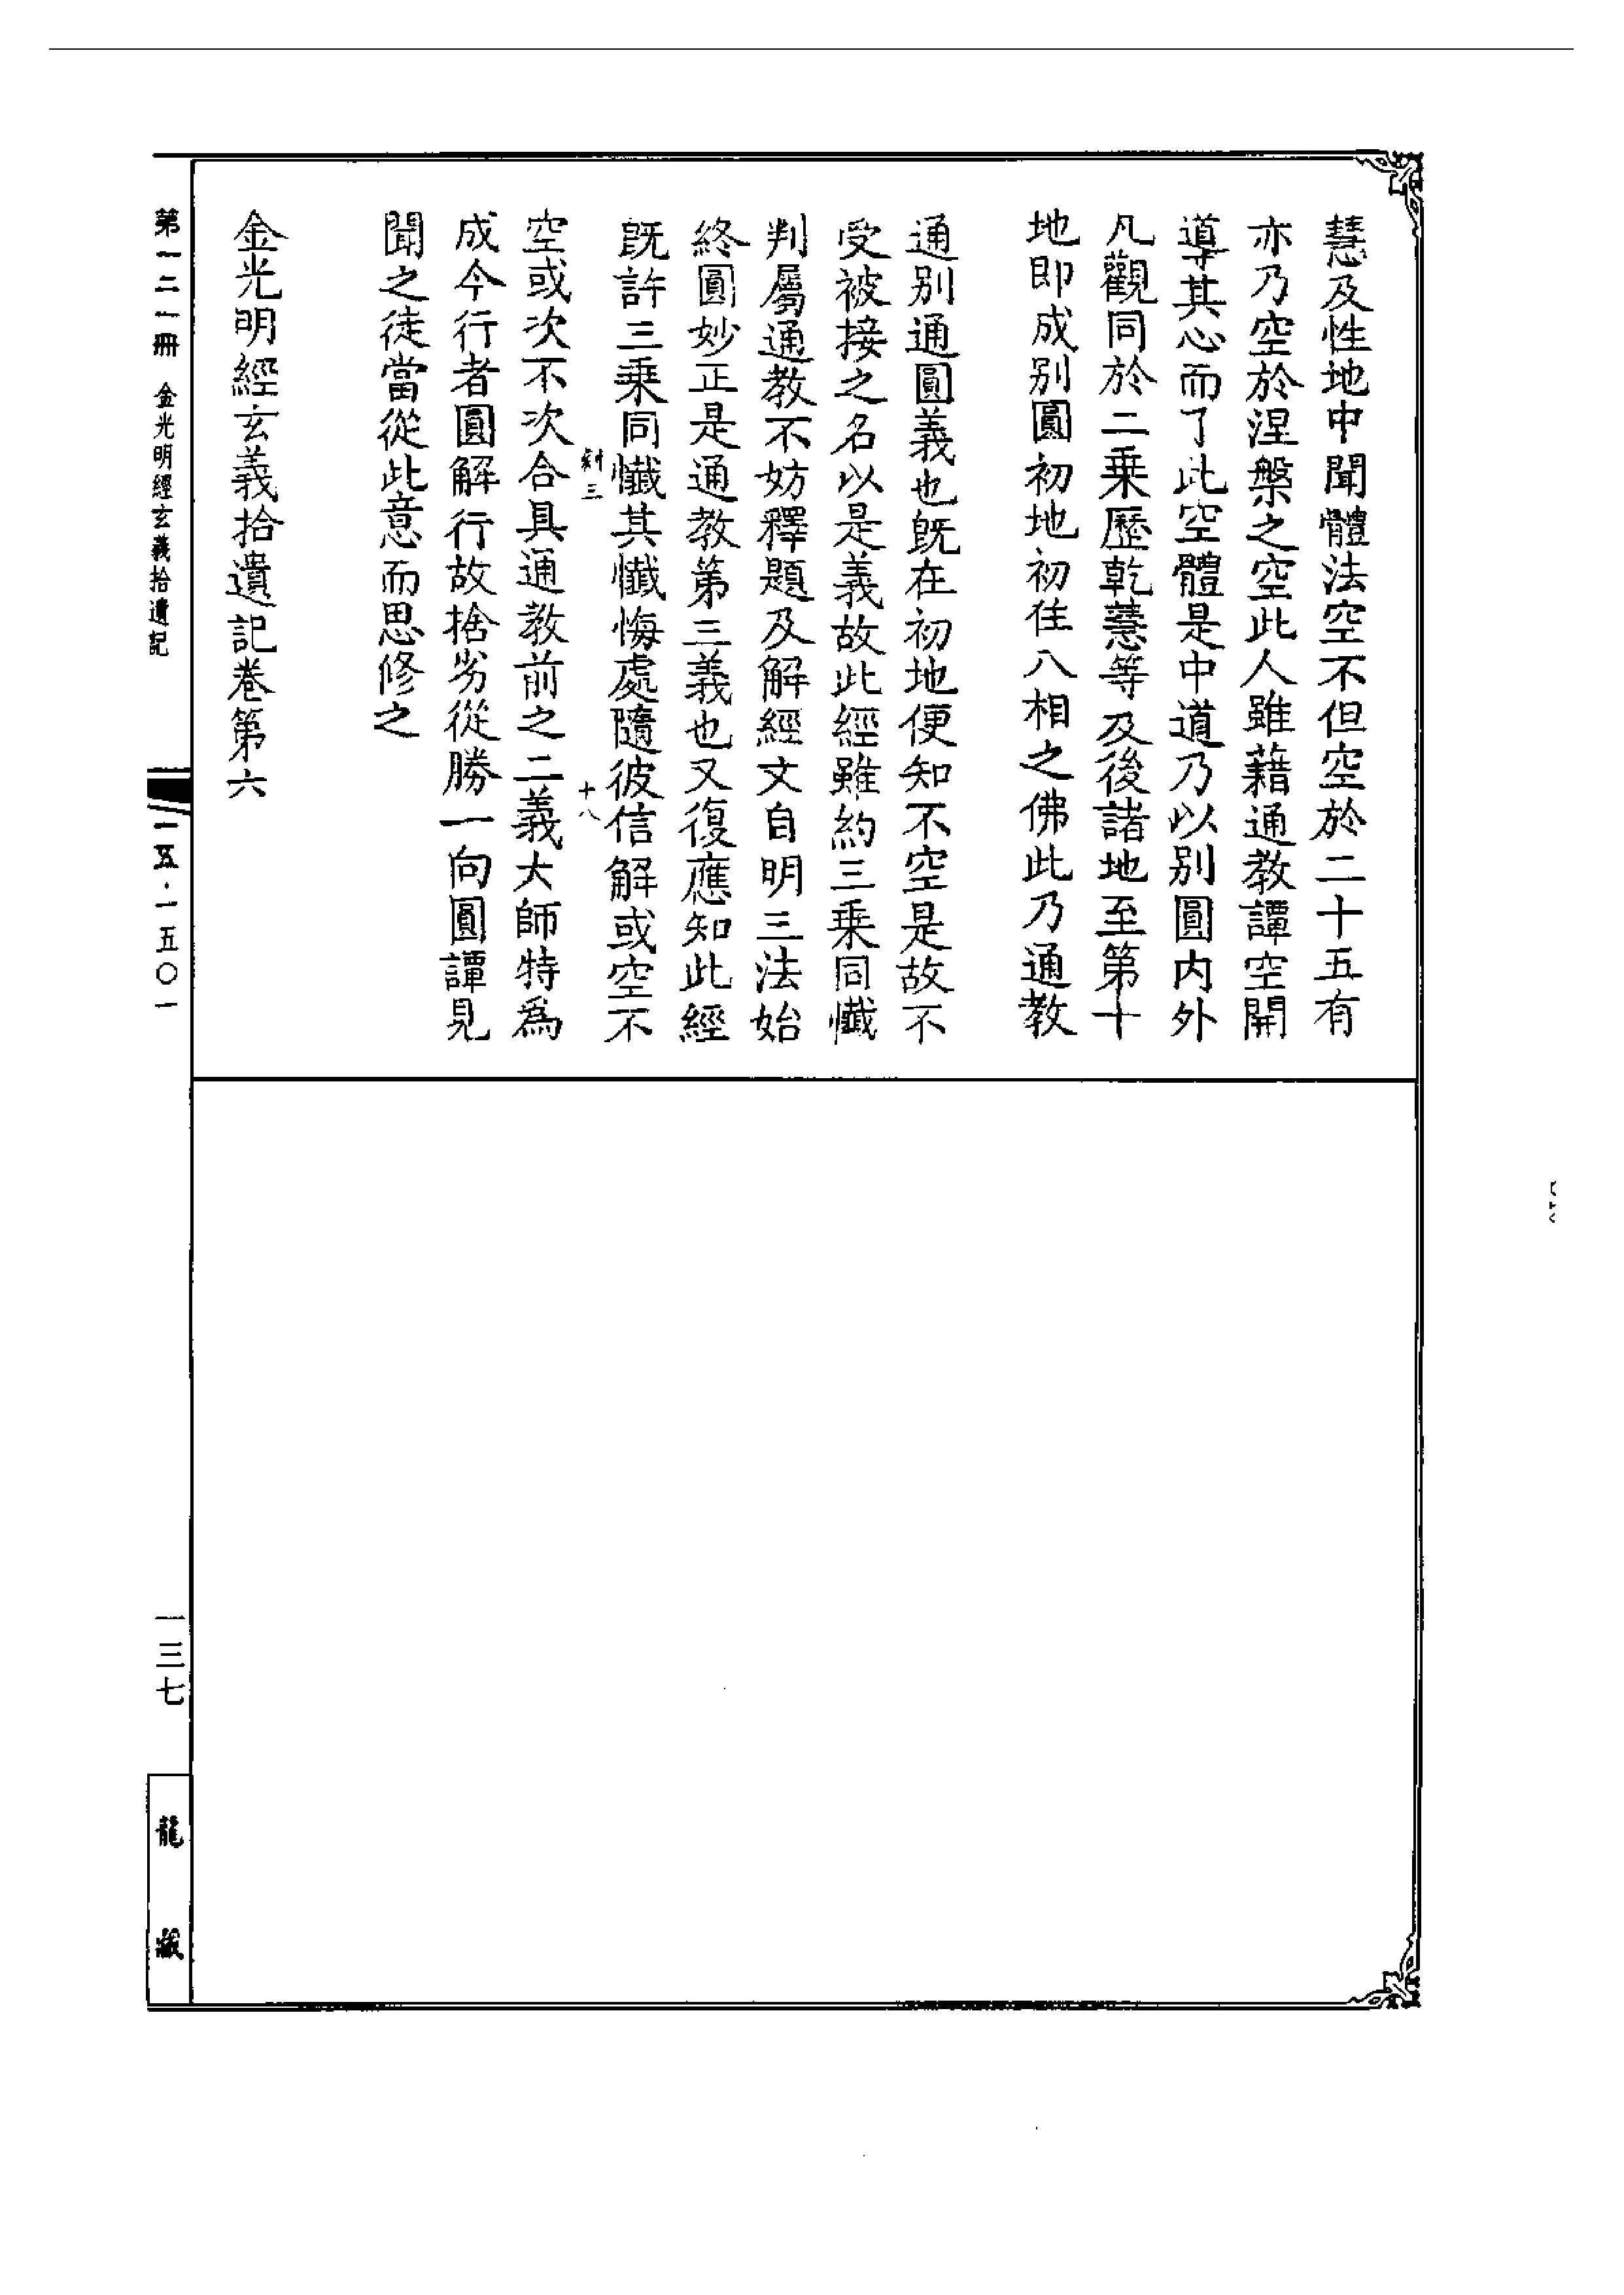 慧及性地中聞體法空不但空於二十五有
亦乃空於涅槃之空此人雖藉通教譚空開
導其心而了此空體是中道乃以别圓内外
凡觀同於二乗歷乾慧等及後諸地至第十
地即成别圓初地初住八相之佛此乃通教
通别通圓義也既在初地便知不空是故不
受被接之名以是義故此經雖約三乗同懺
判屬通教不妨釋題及解經文自明三法始
終圓妙正是通教第三義也又復應知此經
既許三乗同懺其懺悔處隨彼信解或空不
三 十八
空或次不次合具通教前之二義大師特為
成今行者圓解行故捨劣從勝一向圓譚見
聞之徒當從此意而思修之
金光明經玄義拾遺記卷第六
第一二一冊 金光明經玄義拾遺記
一五·一五〇一
一三七
龍藏